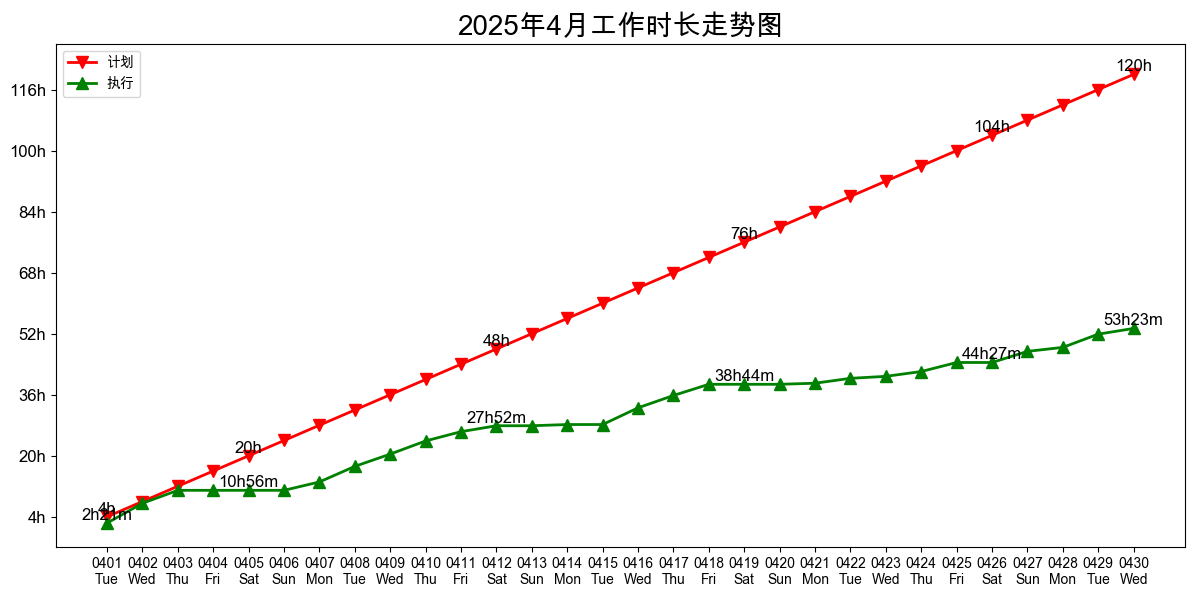 2025年4月工作时长走势图
计划
执行
116h
100h
84h
68h
52h
36h
20h
4h
120h
104h
76h
48h
20h
4h
2h21m
10h56m
27h52m
38h44m
44h27m
53h23m
0401 0402 0403 0404 0405 0406 0407 0408 0409 0410 0411 0412 0413 0414 0415 0416 0417 0418 0419 0420 0421 0422 0423 0424 0425 0426 0427 0428 0429 0430
Tue Wed Thu Fri Sat Sun Mon Tue Wed Thu Fri Sat Sun Mon Tue Wed Thu Fri Sat Sun Mon Tue Wed Thu Fri Sat Sun Mon Tue Wed